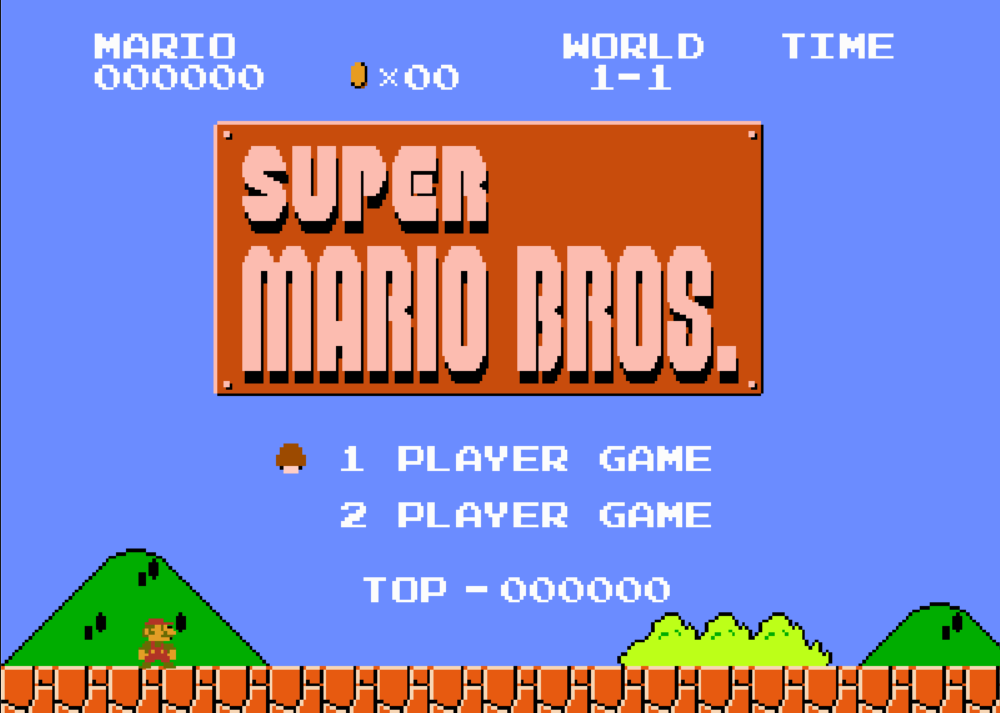 MARIO WORLD TIME
000000 ×00 1-1
SUPER
MARIO BROS.
1 PLAYER GAME
2 PLAYER GAME
TOP - 000000